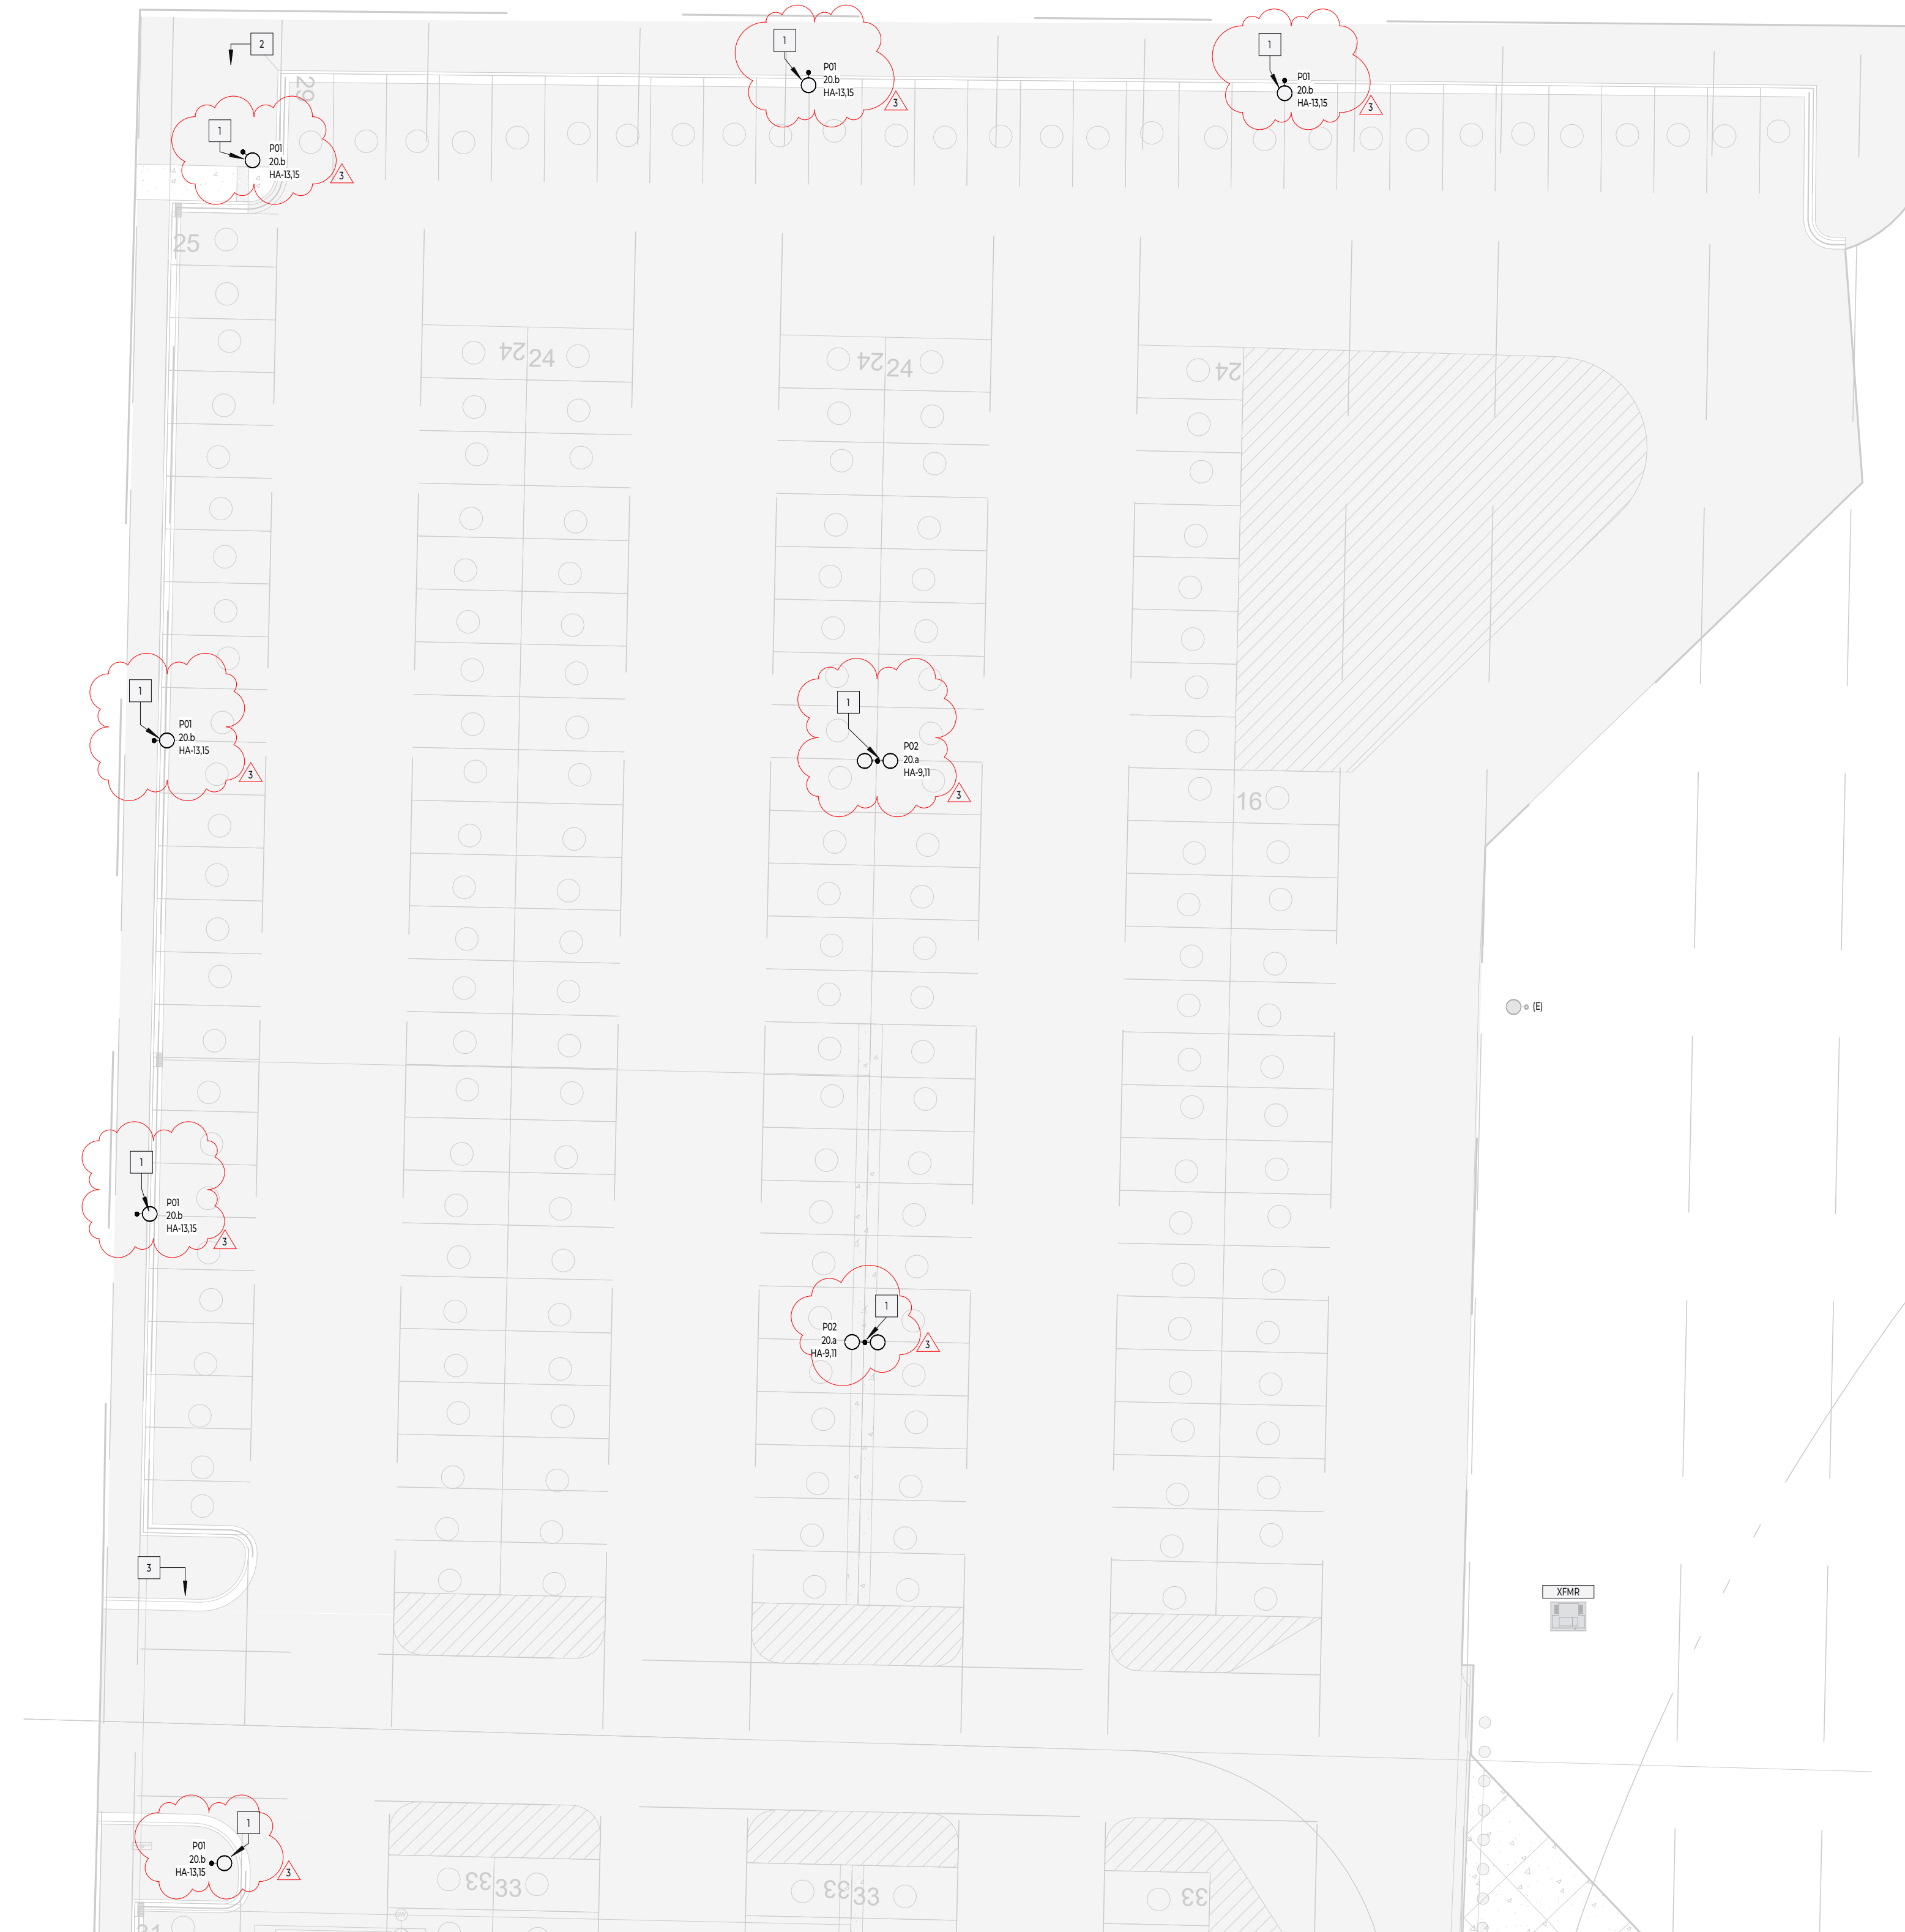 2
1
P01
20.b
HA-13,15
3
1
P01
20.b
HA-13,15
3
29
1
P01
20.b
HA-13,15
3
25
24 24
24 24
24
1
P01
20.b
HA-13,15
3
1
P02
20.a
HA-9,11
3
16
(E)
1
P01
20.b
HA-13,15
3
1
P02
20.a
HA-9,11
3
3
XFMR
1
P01
20.b
HA-13,15
3
33 33
33 33
33
31